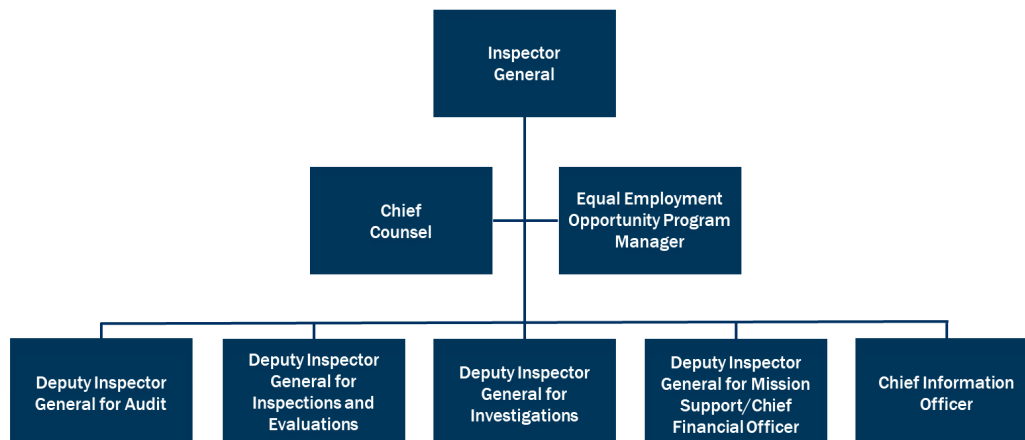 Inspector
General
Chief
Counsel
Equal Employment
Opportunity Program
Manager
Deputy Inspector
General for Audit
Deputy Inspector
General for
Inspections and
Evaluations
Deputy Inspector
General for
Investigations
Deputy Inspector
General for Mission
Support/Chief
Financial Officer
Chief Information
Officer